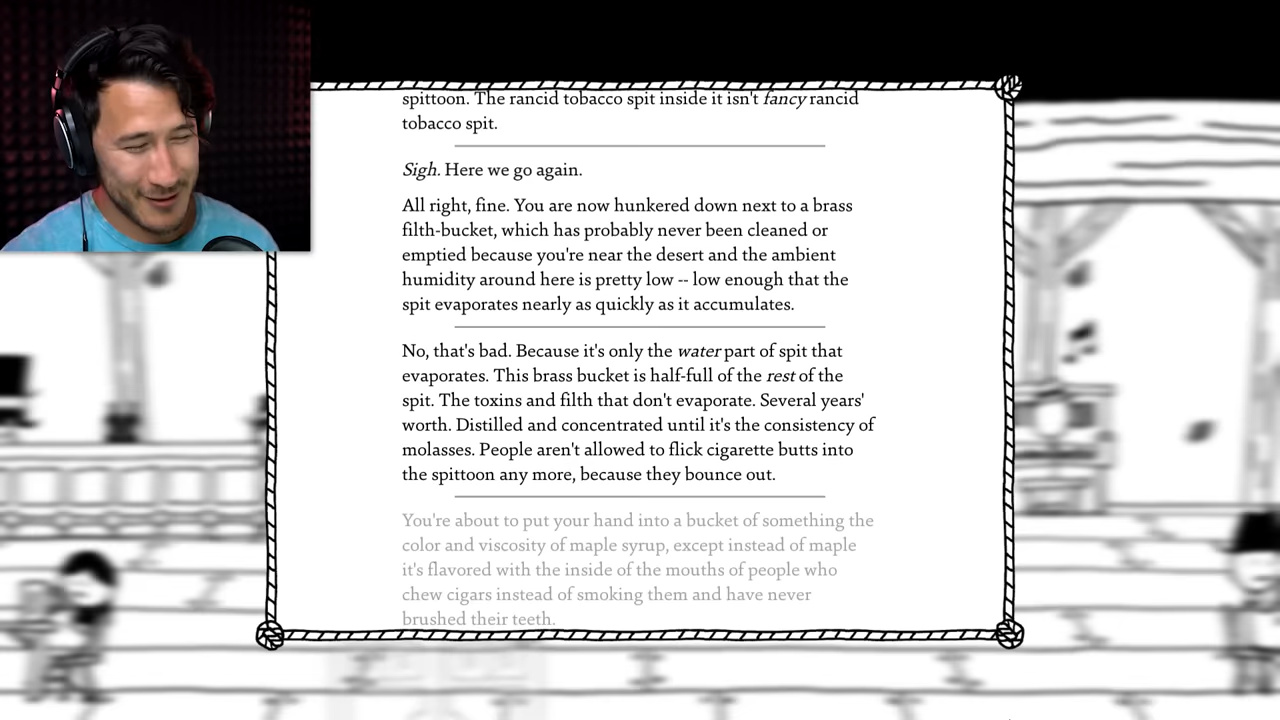 spittoon. The rancid tobacco spit inside it isn't fancy rancid
tobacco spit.
Sigh. Here we go again.
All right, fine. You are now hunkered down next to a brass
filth-bucket, which has probably never been cleaned or
emptied because you're near the desert and the ambient
humidity around here is pretty low -- low enough that the
spit evaporates nearly as quickly as it accumulates.
No, that's bad. Because it's only the water part of spit that
evaporates. This brass bucket is half-full of the rest of the
spit. The toxins and filth that don't evaporate. Several years'
worth. Distilled and concentrated until it's the consistency of
molasses. People aren't allowed to flick cigarette butts into
the spittoon any more, because they bounce out.
You're about to put your hand into a bucket of something the
color and viscosity of maple syrup, except instead of maple
it's flavored with the inside of the mouths of people who
chew cigars instead of smoking them and have never
brushed their teeth.